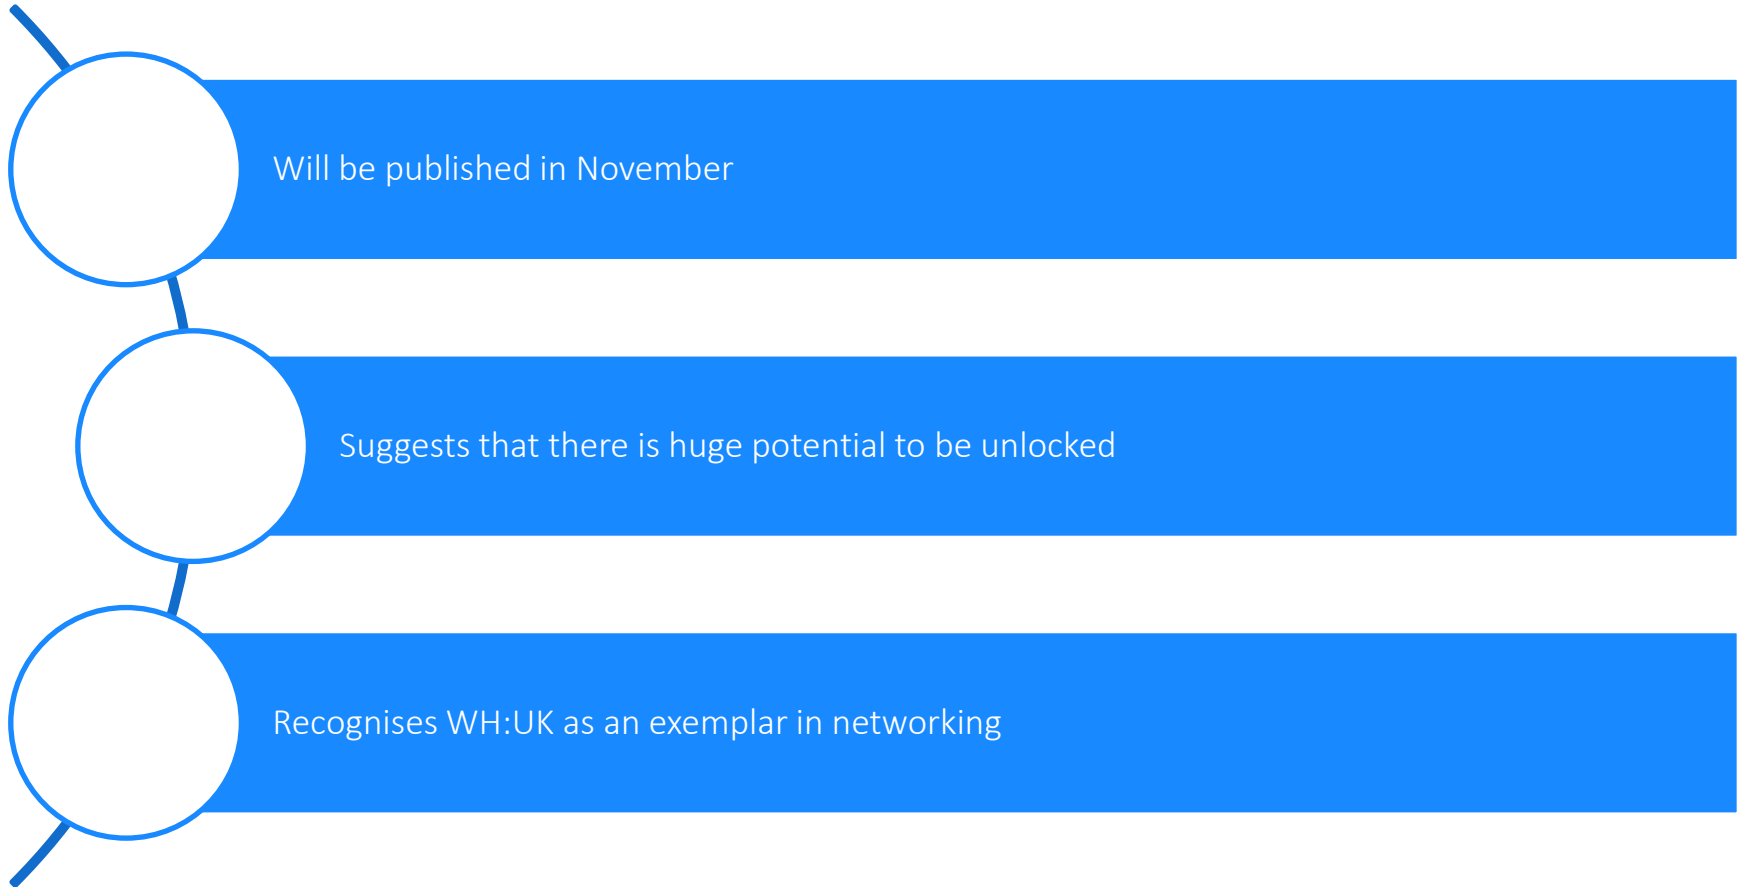 Will be published in November
Suggests that there is huge potential to be unlocked
Recognises WH:UK as an exemplar in networking